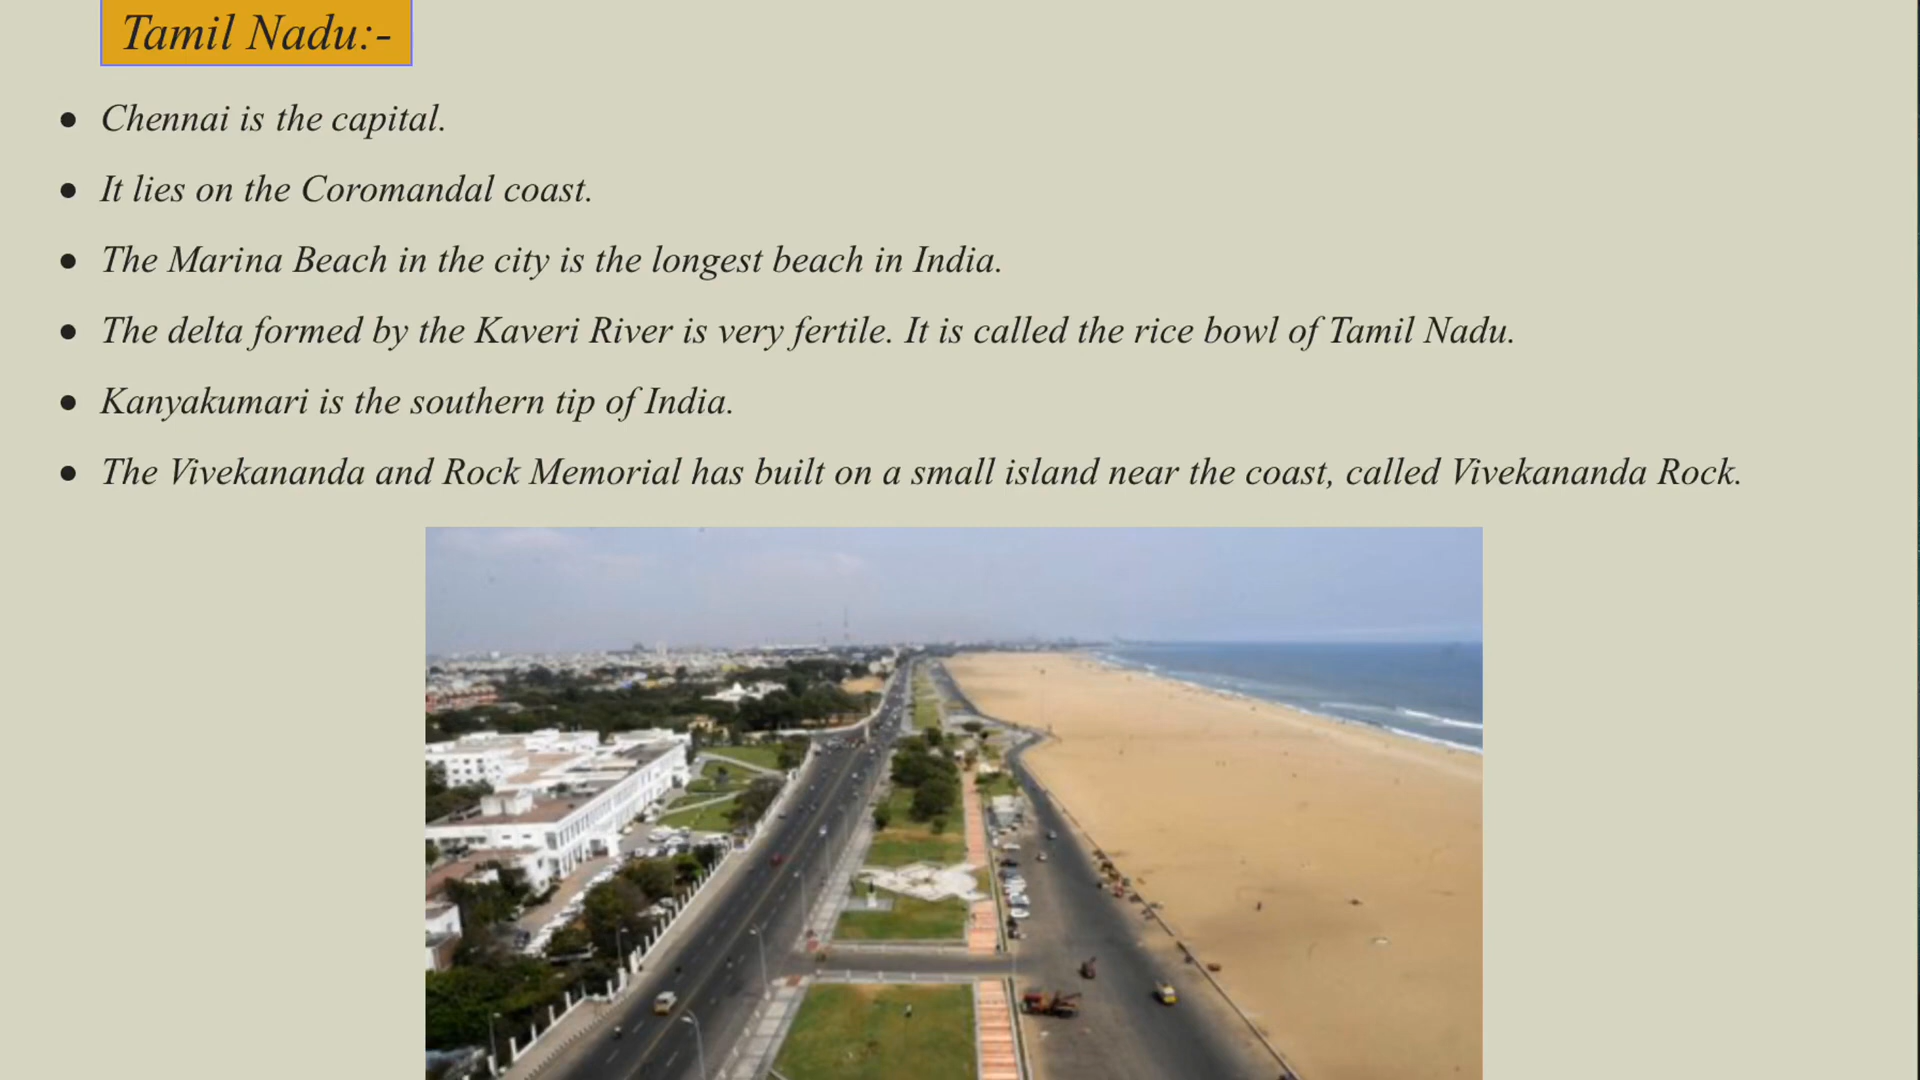 Tamil Nadu:-
● Chennai is the capital.
● It lies on the Coromandal coast.
● The Marina Beach in the city is the longest beach in India.
● The delta formed by the Kaveri River is very fertile. It is called the rice bowl of Tamil Nadu.
● Kanyakumari is the southern tip of India.
● The Vivekananda and Rock Memorial has built on a small island near the coast, called Vivekananda Rock.